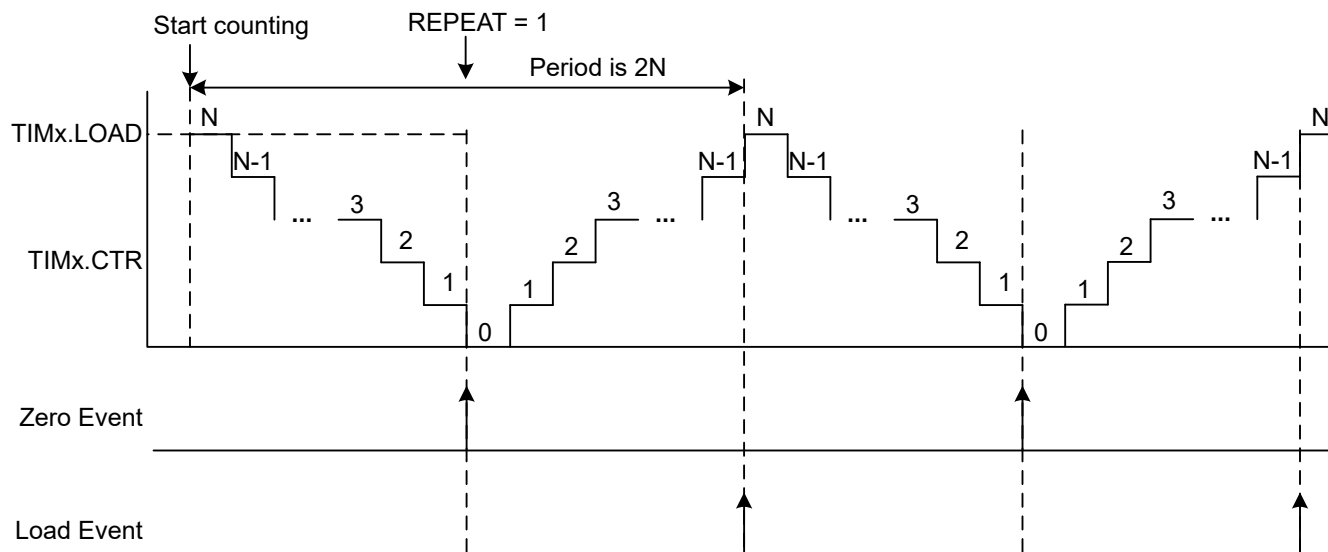 Start counting
REPEAT = 1
Period is 2N
TIMx.LOAD
N
N
N
N-1
N-1
N-1
N-1
...
3
3
...
...
3
3
...
TIMx.CTR
2
2
2
2
1
1
1
1
0
0
Zero Event
Load Event